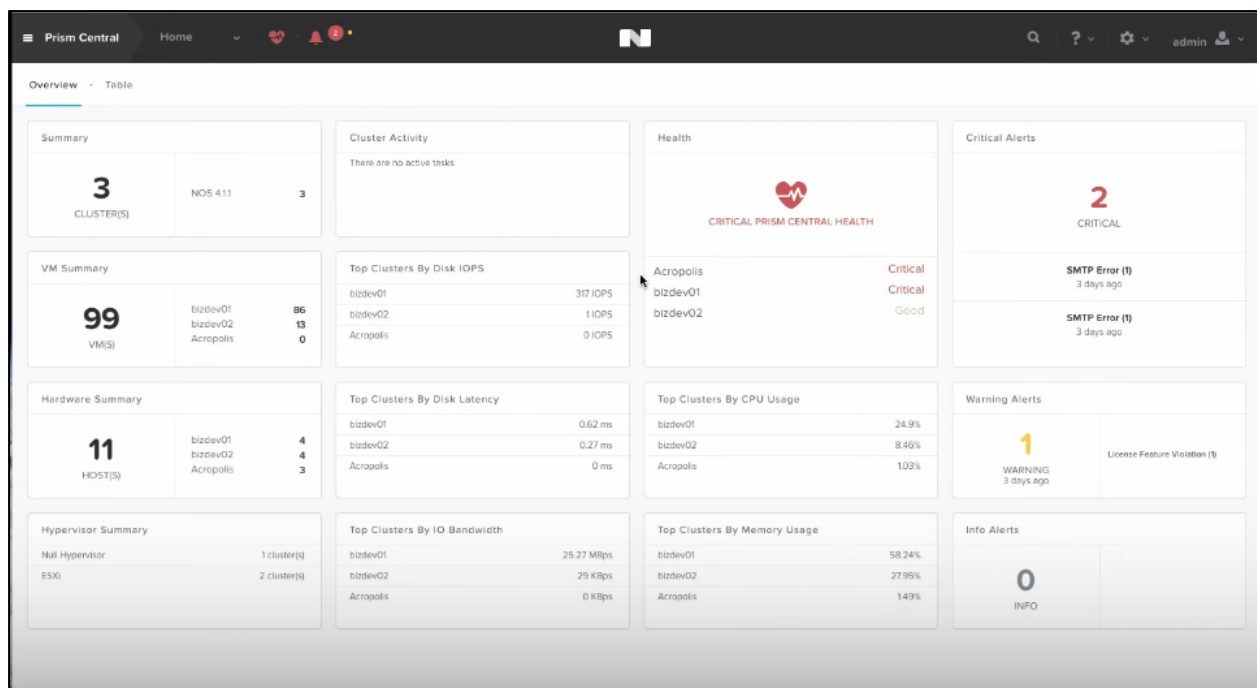 Prism Central
Home
2
?
admin
Overview · Table
Summary
3
CLUSTER(S)
NOS 4.1.1 3
Cluster Activity
There are no active tasks.
Health
CRITICAL PRISM CENTRAL HEALTH
Acropolis Critical
bizdev01 Critical
bizdev02 Good
Critical Alerts
2
CRITICAL
SMTP Error (1)
3 days ago
SMTP Error (1)
3 days ago
VM Summary
99
VM(S)
bizdev01 86
bizdev02 13
Acropolis 0
Top Clusters By Disk IOPS
bizdev01 317 IOPS
bizdev02 1 IOPS
Acropolis 0 IOPS
Hardware Summary
11
HOST(S)
bizdev01 4
bizdev02 4
Acropolis 3
Top Clusters By Disk Latency
bizdev01 0.62 ms
bizdev02 0.27 ms
Acropolis 0 ms
Top Clusters By CPU Usage
bizdev01 24.9%
bizdev02 8.46%
Acropolis 1.03%
Warning Alerts
1
WARNING
3 days ago
License Feature Violation (1)
Hypervisor Summary
Null Hypervisor 1 cluster(s)
ESXi 2 cluster(s)
Top Clusters By IO Bandwidth
bizdev01 25.27 MBps
bizdev02 29 KBps
Acropolis 0 KBps
Top Clusters By Memory Usage
bizdev01 58.24%
bizdev02 27.95%
Acropolis 1.49%
Info Alerts
0
INFO